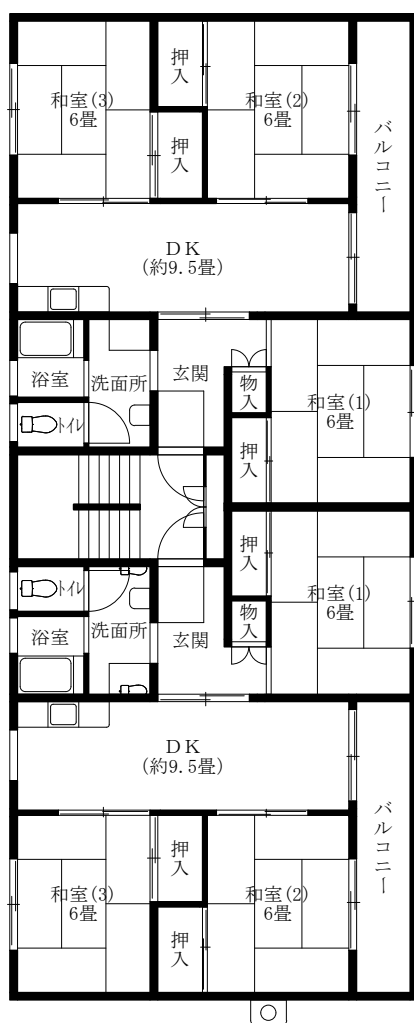 押
入
和室(3)
6畳
和室(2)
6畳
押
入
バルコニー
DK
(約9.5畳)
浴室
洗面所
玄関
物
入
和室(1)
6畳
トイレ
押
入
押
入
和室(1)
6畳
トイレ
物
入
浴室
洗面所
玄関
DK
(約9.5畳)
バルコニー
押
入
和室(3)
6畳
和室(2)
6畳
押
入